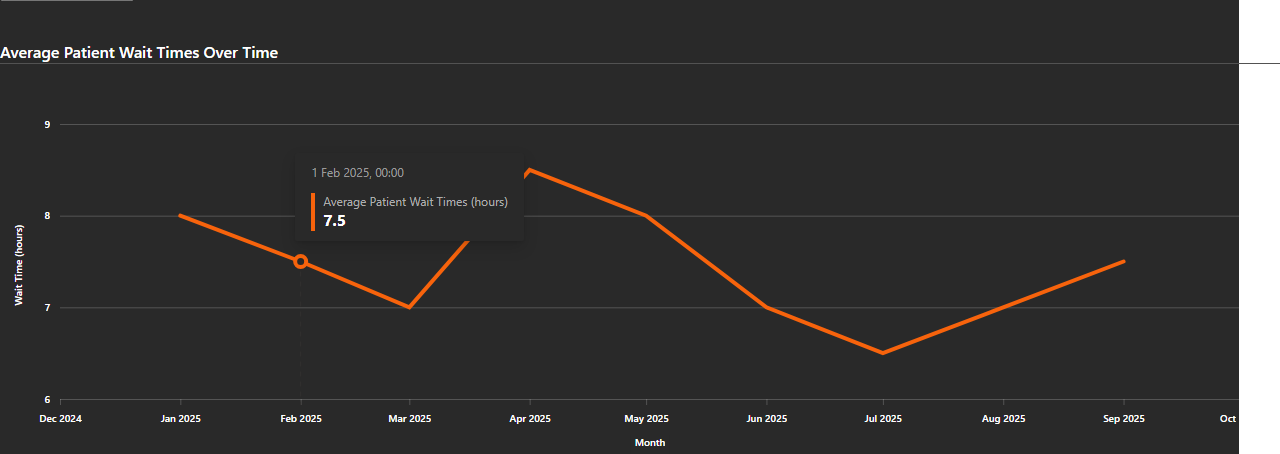 Average Patient Wait Times Over Time
9
1 Feb 2025, 00:00
Average Patient Wait Times (hours)
7.5
8
Wait Time (hours)
7
6
Dec 2024 Jan 2025 Feb 2025 Mar 2025 Apr 2025 May 2025 Jun 2025 Jul 2025 Aug 2025 Sep 2025 Oct
Month